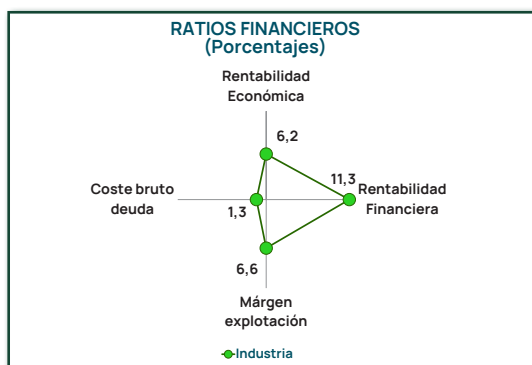 RATIOS FINANCIEROS
(Porcentajes)
Rentabilidad
Económica
6,2
11,3
Rentabilidad
Financiera
Coste bruto
deuda
1,3
6,6
Márgen
explotación
Industria